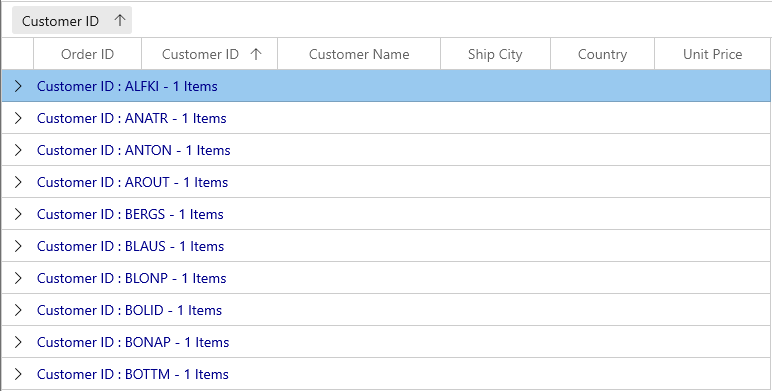 Customer ID
Order ID Customer ID Customer Name Ship City Country Unit Price
Customer ID : ALFKI - 1 Items
Customer ID : ANATR - 1 Items
Customer ID : ANTON - 1 Items
Customer ID : AROUT - 1 Items
Customer ID : BERGS - 1 Items
Customer ID : BLAUS - 1 Items
Customer ID : BLONP - 1 Items
Customer ID : BOLID - 1 Items
Customer ID : BONAP - 1 Items
Customer ID : BOTTM - 1 Items